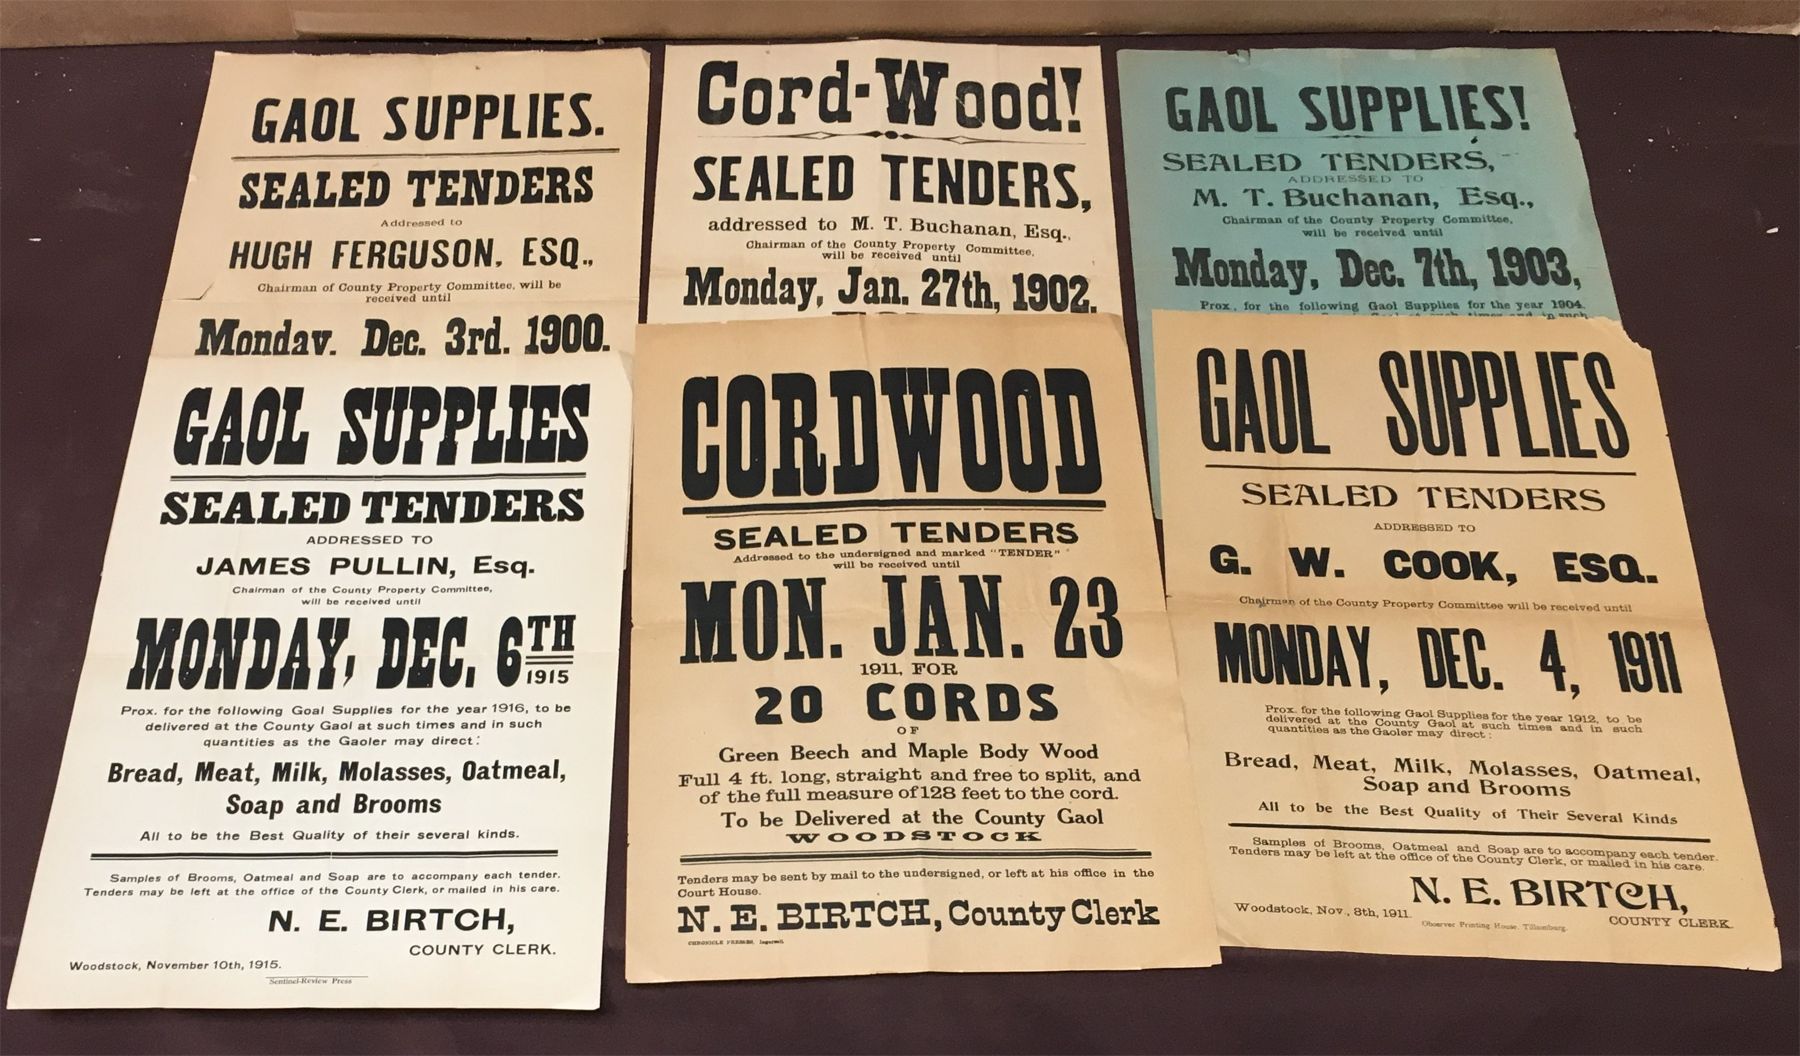 GAOL SUPPLIES.
SEALED TENDERS
Addressed to
HUGH FERGUSON, ESQ.,
Chairman of County Property Committee, will be
received until
Monday, Dec. 3rd. 1900.
Cord-Wood!
SEALED TENDERS,
addressed to M. T. Buchanan, Esq.,
Chairman of the County Property Committee,
will be received until
Monday, Jan. 27th, 1902.
GAOL SUPPLIES!
SEALED TENDERS,
ADDRESSED TO
M. T. Buchanan, Esq.,
Chairman of the County Property Committee,
will be received until
Monday, Dec. 7th, 1903,
Prox., for the following Gaol Supplies for the year 1904.
at such times and in such
GAOL SUPPLIES
SEALED TENDERS
ADDRESSED TO
JAMES PULLIN, Esq.
Chairman of the County Property Committee,
will be received until
MONDAY, DEC. 6TH
1915
Prox. for the following Goal Supplies for the year 1916, to be
delivered at the County Gaol at such times and in such
quantities as the Gaoler may direct:
Bread, Meat, Milk, Molasses, Oatmeal,
Soap and Brooms
All to be the Best Quality of their several kinds.
Samples of Brooms, Oatmeal and Soap are to accompany each tender.
Tenders may be left at the office of the County Clerk, or mailed in his care.
N. E. BIRTCH,
COUNTY CLERK.
Woodstock, November 10th, 1915.
Sentinel-Review Press
CORDWOOD
SEALED TENDERS
Addressed to the undersigned and marked "TENDER"
will be received until
MON. JAN. 23
1911, FOR
20 CORDS
OF
Green Beech and Maple Body Wood
Full 4 ft. long, straight and free to split, and
of the full measure of 128 feet to the cord.
To be Delivered at the County Gaol
WOODSTOCK
Tenders may be sent by mail to the undersigned, or left at his office in the
Court House.
N. E. BIRTCH, County Clerk
CHRONICLE PRESSES, Ingersoll.
GAOL SUPPLIES
SEALED TENDERS
ADDRESSED TO
G. W. COOK, ESQ.
Chairman of the County Property Committee will be received until
MONDAY, DEC. 4, 1911
Prox. for the following Gaol Supplies for the year 1912, to be
delivered at the County Gaol at such times and in such
quantities as the Gaoler may direct:
Bread, Meat, Milk, Molasses, Oatmeal,
Soap and Brooms
All to be the Best Quality of Their Several Kinds
Samples of Brooms, Oatmeal and Soap are to accompany each tender.
Tenders may be left at the office of the County Clerk, or mailed in his care.
N. E. BIRTCH,
COUNTY CLERK.
Woodstock, Nov., 8th, 1911.
Observer Printing House, Tillsonburg.